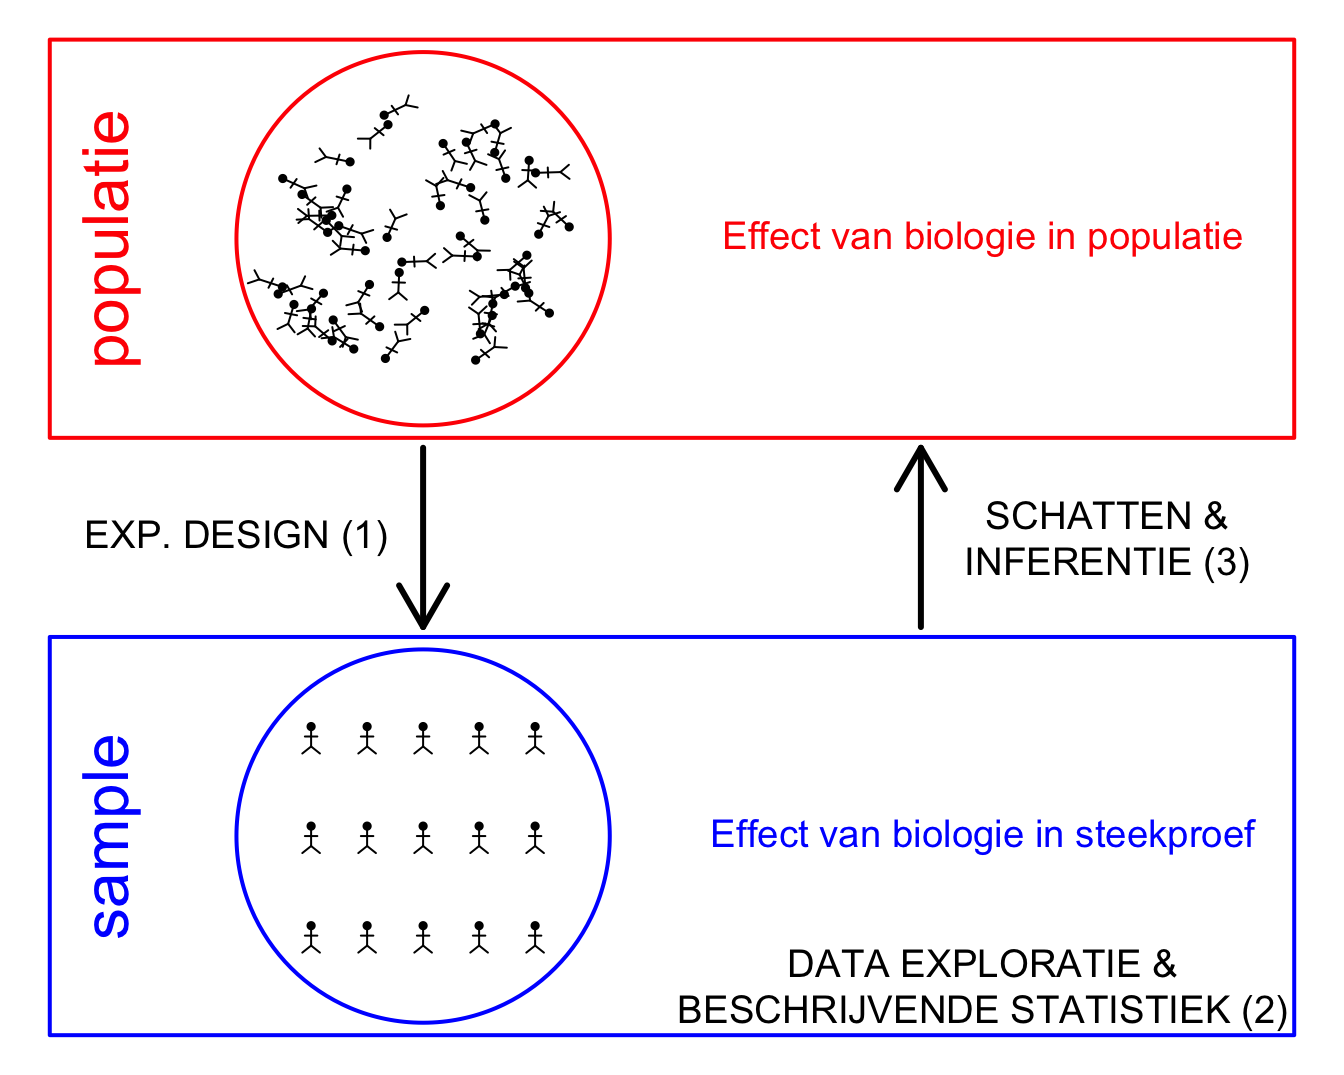 populatie
Effect van biologie in populatie
EXP. DESIGN (1)
SCHATTEN &
INFERENTIE (3)
sample
Effect van biologie in steekproef
DATA EXPLORATIE &
BESCHRIJVENDE STATISTIEK (2)